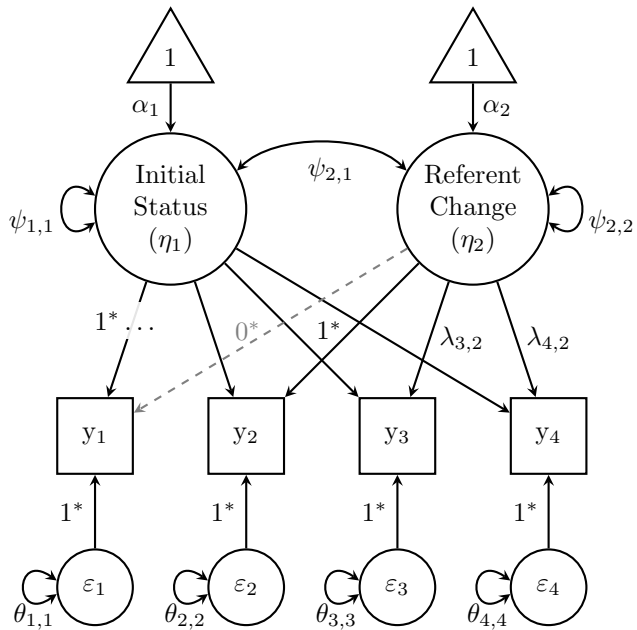 1 1
α₁ α₂
Initial Status (η₁)
ψ₂,₁
Referent Change (η₂)
ψ₁,₁ ψ₂,₂
1* … 0* 1* λ₃,₂ λ₄,₂
y₁ y₂ y₃ y₄
1* 1* 1* 1*
ε₁ ε₂ ε₃ ε₄
θ₁,₁ θ₂,₂ θ₃,₃ θ₄,₄